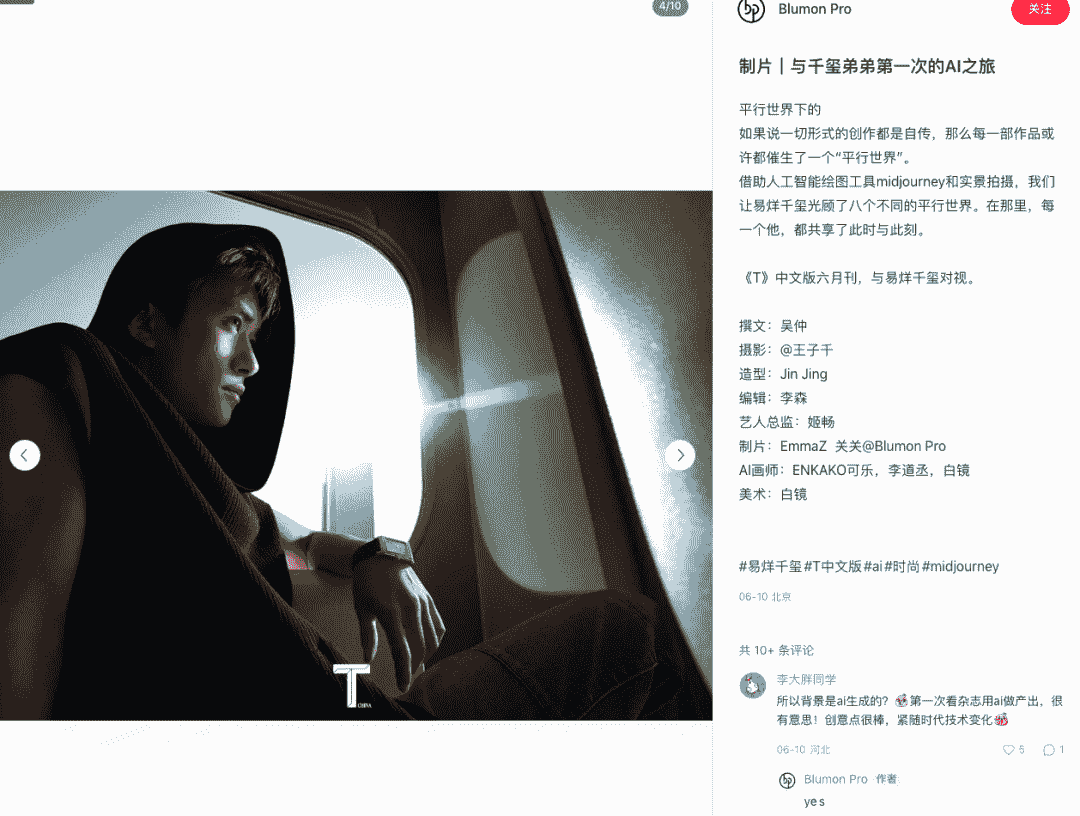 4/10
Blumon Pro
关注
制片｜与千玺弟弟第一次的AI之旅
平行世界下的
如果说一切形式的创作都是自传，那么每一部作品或
许都催生了一个“平行世界”。
借助人工智能绘图工具midjourney和实景拍摄，我们
让易烊千玺光顾了八个不同的平行世界。在那里，每
一个他，都共享了此时与此刻。
《T》中文版六月刊，与易烊千玺对视。
撰文：吴仲
摄影：@王子千
造型：Jin Jing
编辑：李森
艺人总监：姬畅
制片：EmmaZ 关关@Blumon Pro
AI画师：ENKAKO可乐，李道丞，白镜
美术：白镜
#易烊千玺#T中文版#ai#时尚#midjourney
06-10 北京
共 10+ 条评论
李大胖同学
所以背景是ai生成的？第一次看杂志用ai做产出，很
有意思！创意点很棒，紧随时代技术变化
06-10 河北
5
1
Blumon Pro 作者
yes
T
CHINA